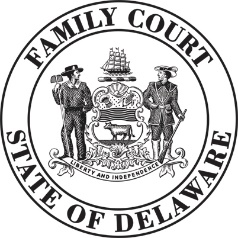 FAMILY COURT
LIBERTY AND INDEPENDENCE
STATE OF DELAWARE